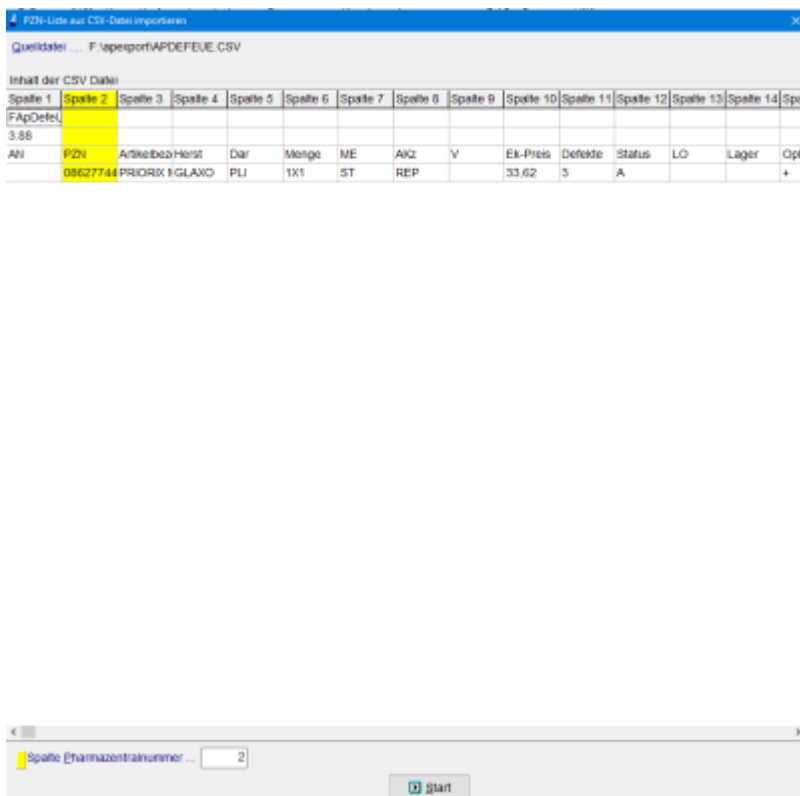 PZN-Liste aus CSV-Datei importieren
Quelldatei .... F:\apexport\APDEFEUE.CSV
Inhalt der CSV Datei
Spalte 1 Spalte 2 Spalte 3 Spalte 4 Spalte 5 Spalte 6 Spalte 7 Spalte 8 Spalte 9 Spalte 10 Spalte 11 Spalte 12 Spalte 13 Spalte 14 Spa
FApDefeU
3.88
AN PZN Artikelbez Herst Dar Menge ME AKz V Ek-Preis Defekte Status LO Lager Opt
08627744 PRIORIX GLAXO PLI 1X1 ST REP 33,62 3 A +
Spalte Pharmazentralnummer ... 2
Start